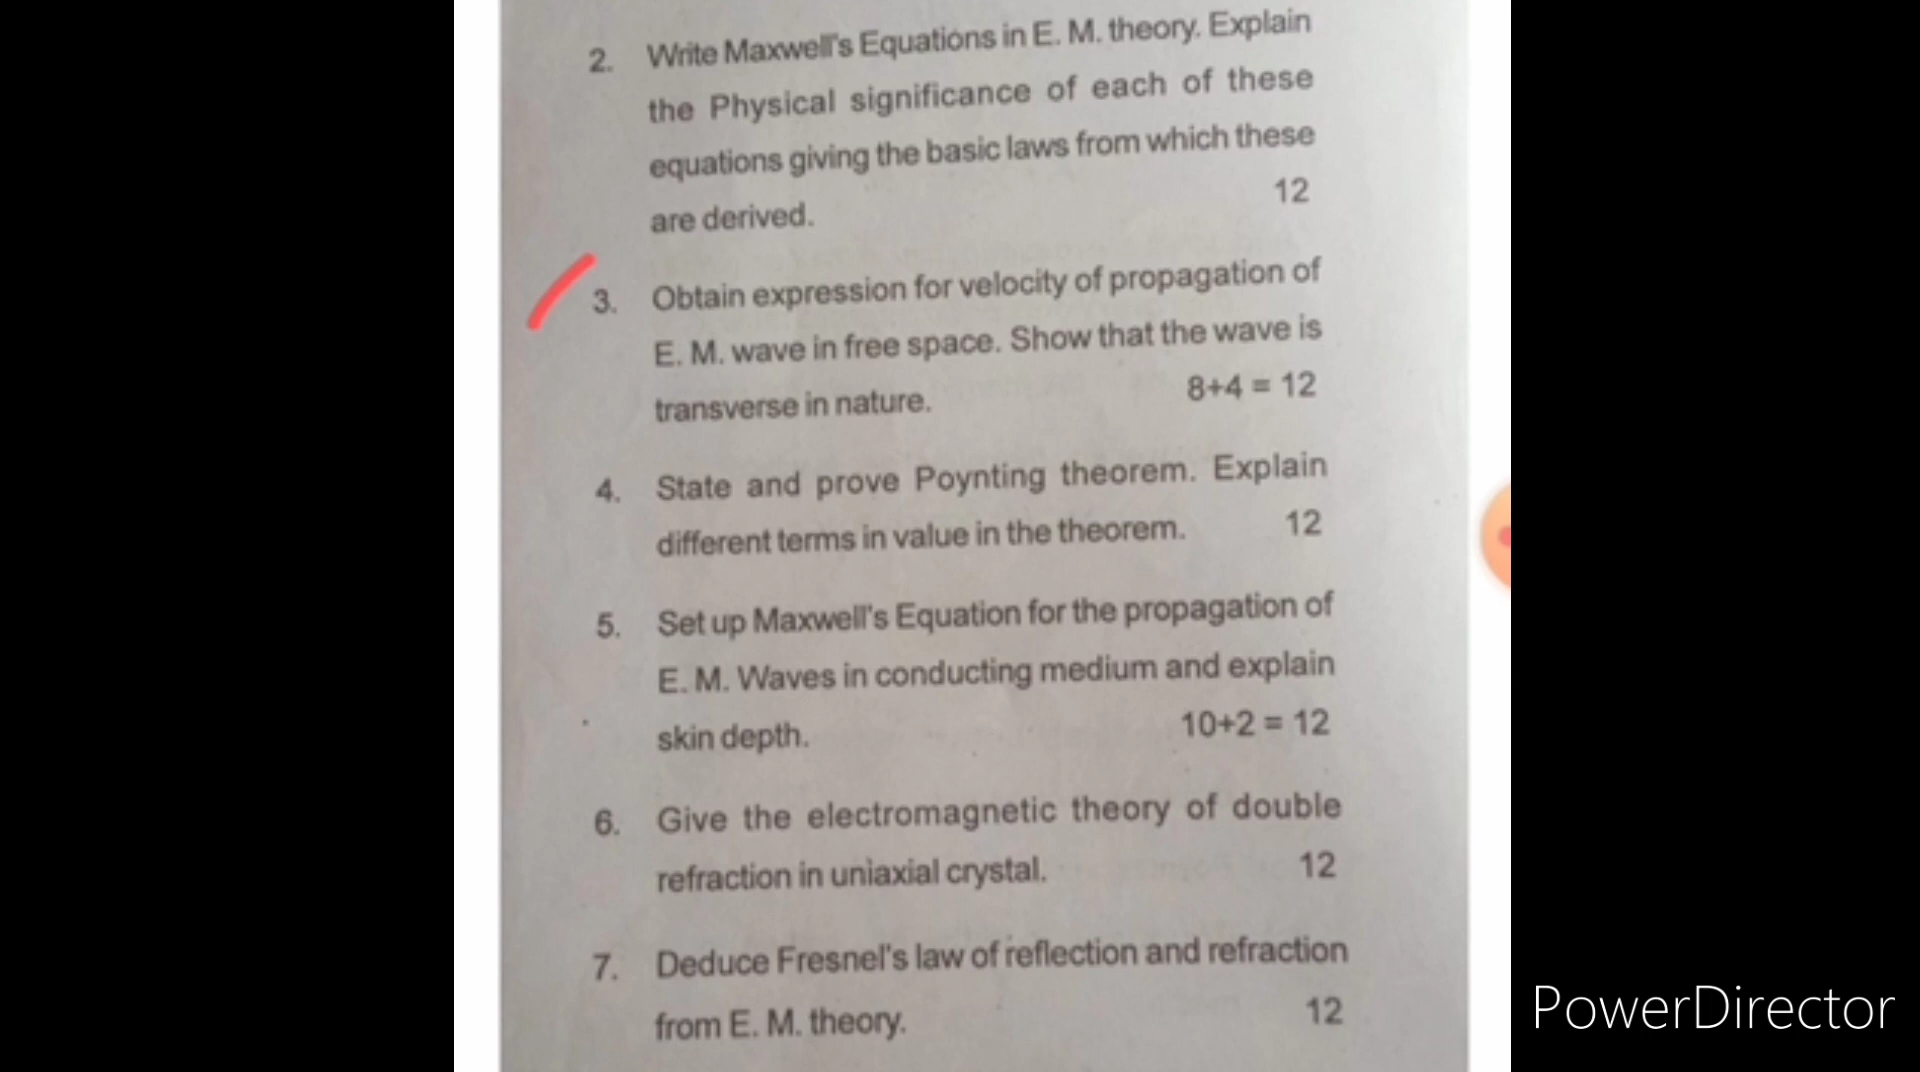 2. Write Maxwell's Equations in E. M. theory. Explain
the Physical significance of each of these
equations giving the basic laws from which these
are derived. 12
3. Obtain expression for velocity of propagation of
E. M. wave in free space. Show that the wave is
transverse in nature. 8+4 = 12
4. State and prove Poynting theorem. Explain
different terms in value in the theorem. 12
5. Set up Maxwell's Equation for the propagation of
E. M. Waves in conducting medium and explain
skin depth. 10+2 = 12
6. Give the electromagnetic theory of double
refraction in uniaxial crystal. 12
7. Deduce Fresnel's law of reflection and refraction
from E. M. theory. 12
PowerDirector